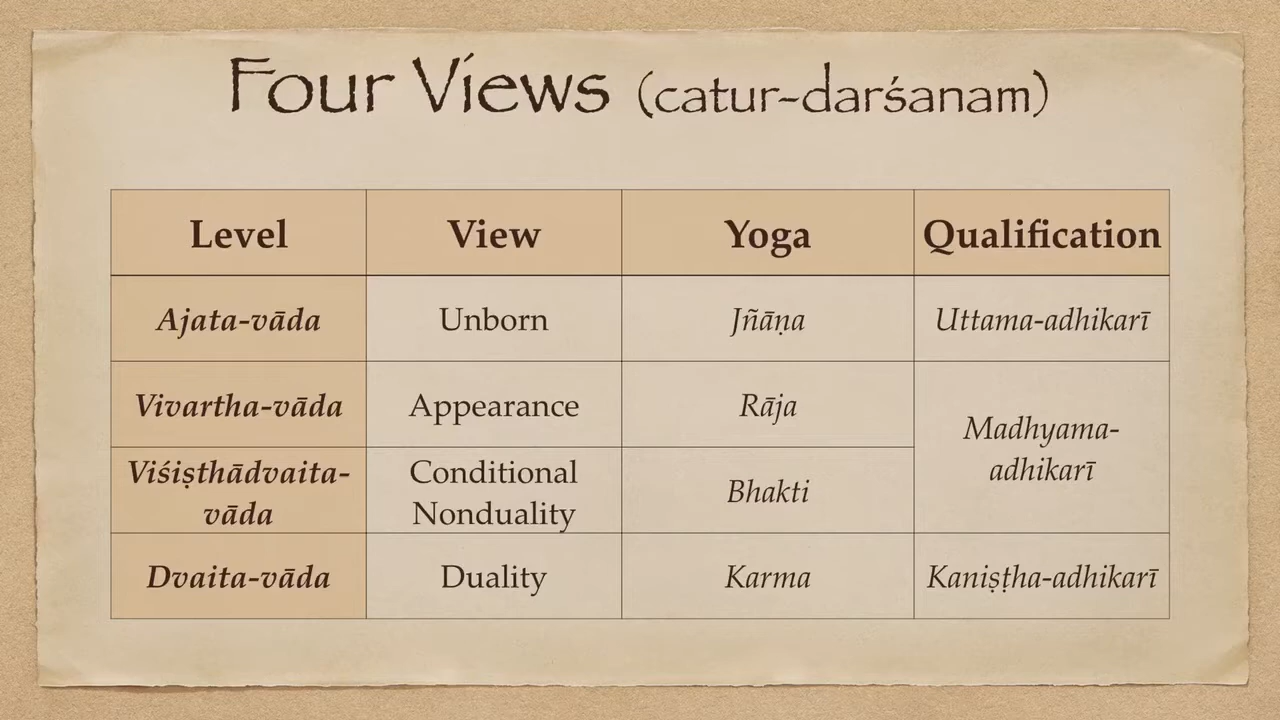 Four Views (catur-darśanam)
Level View Yoga Qualification
Ajata-vāda Unborn Jñāṇa Uttama-adhikarī
Vivartha-vāda Appearance Rāja
Madhyama-
adhikarī
Viśiṣthādvaita-
vāda
Conditional
Nonduality
Bhakti
Dvaita-vāda Duality Karma Kaniṣṭha-adhikarī